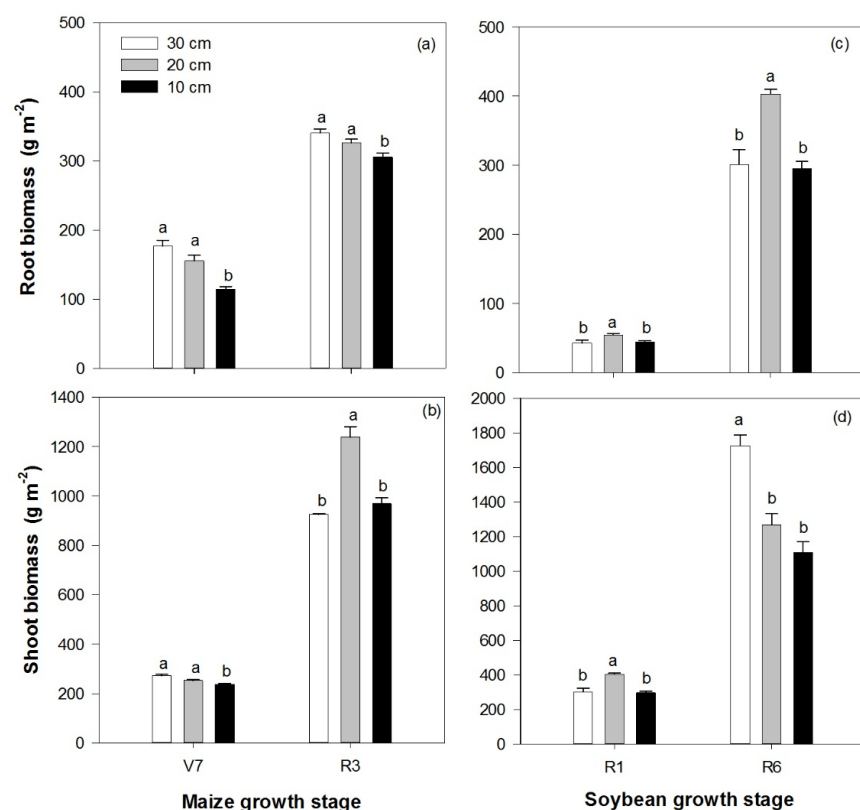 500
400
300
200
100
0
Root biomass (g m-2)
30 cm
20 cm
10 cm
(a)
a
a
b
a
a
b
(c)
500
400
300
200
100
0
b
a
b
b
a
b
1400
1200
1000
800
600
400
200
0
Shoot biomass (g m-2)
(b)
a
a
b
b
a
b
V7
R3
Maize growth stage
2000
1800
1600
1400
1200
1000
800
600
400
200
0
(d)
b
a
b
a
b
b
R1
R6
Soybean growth stage